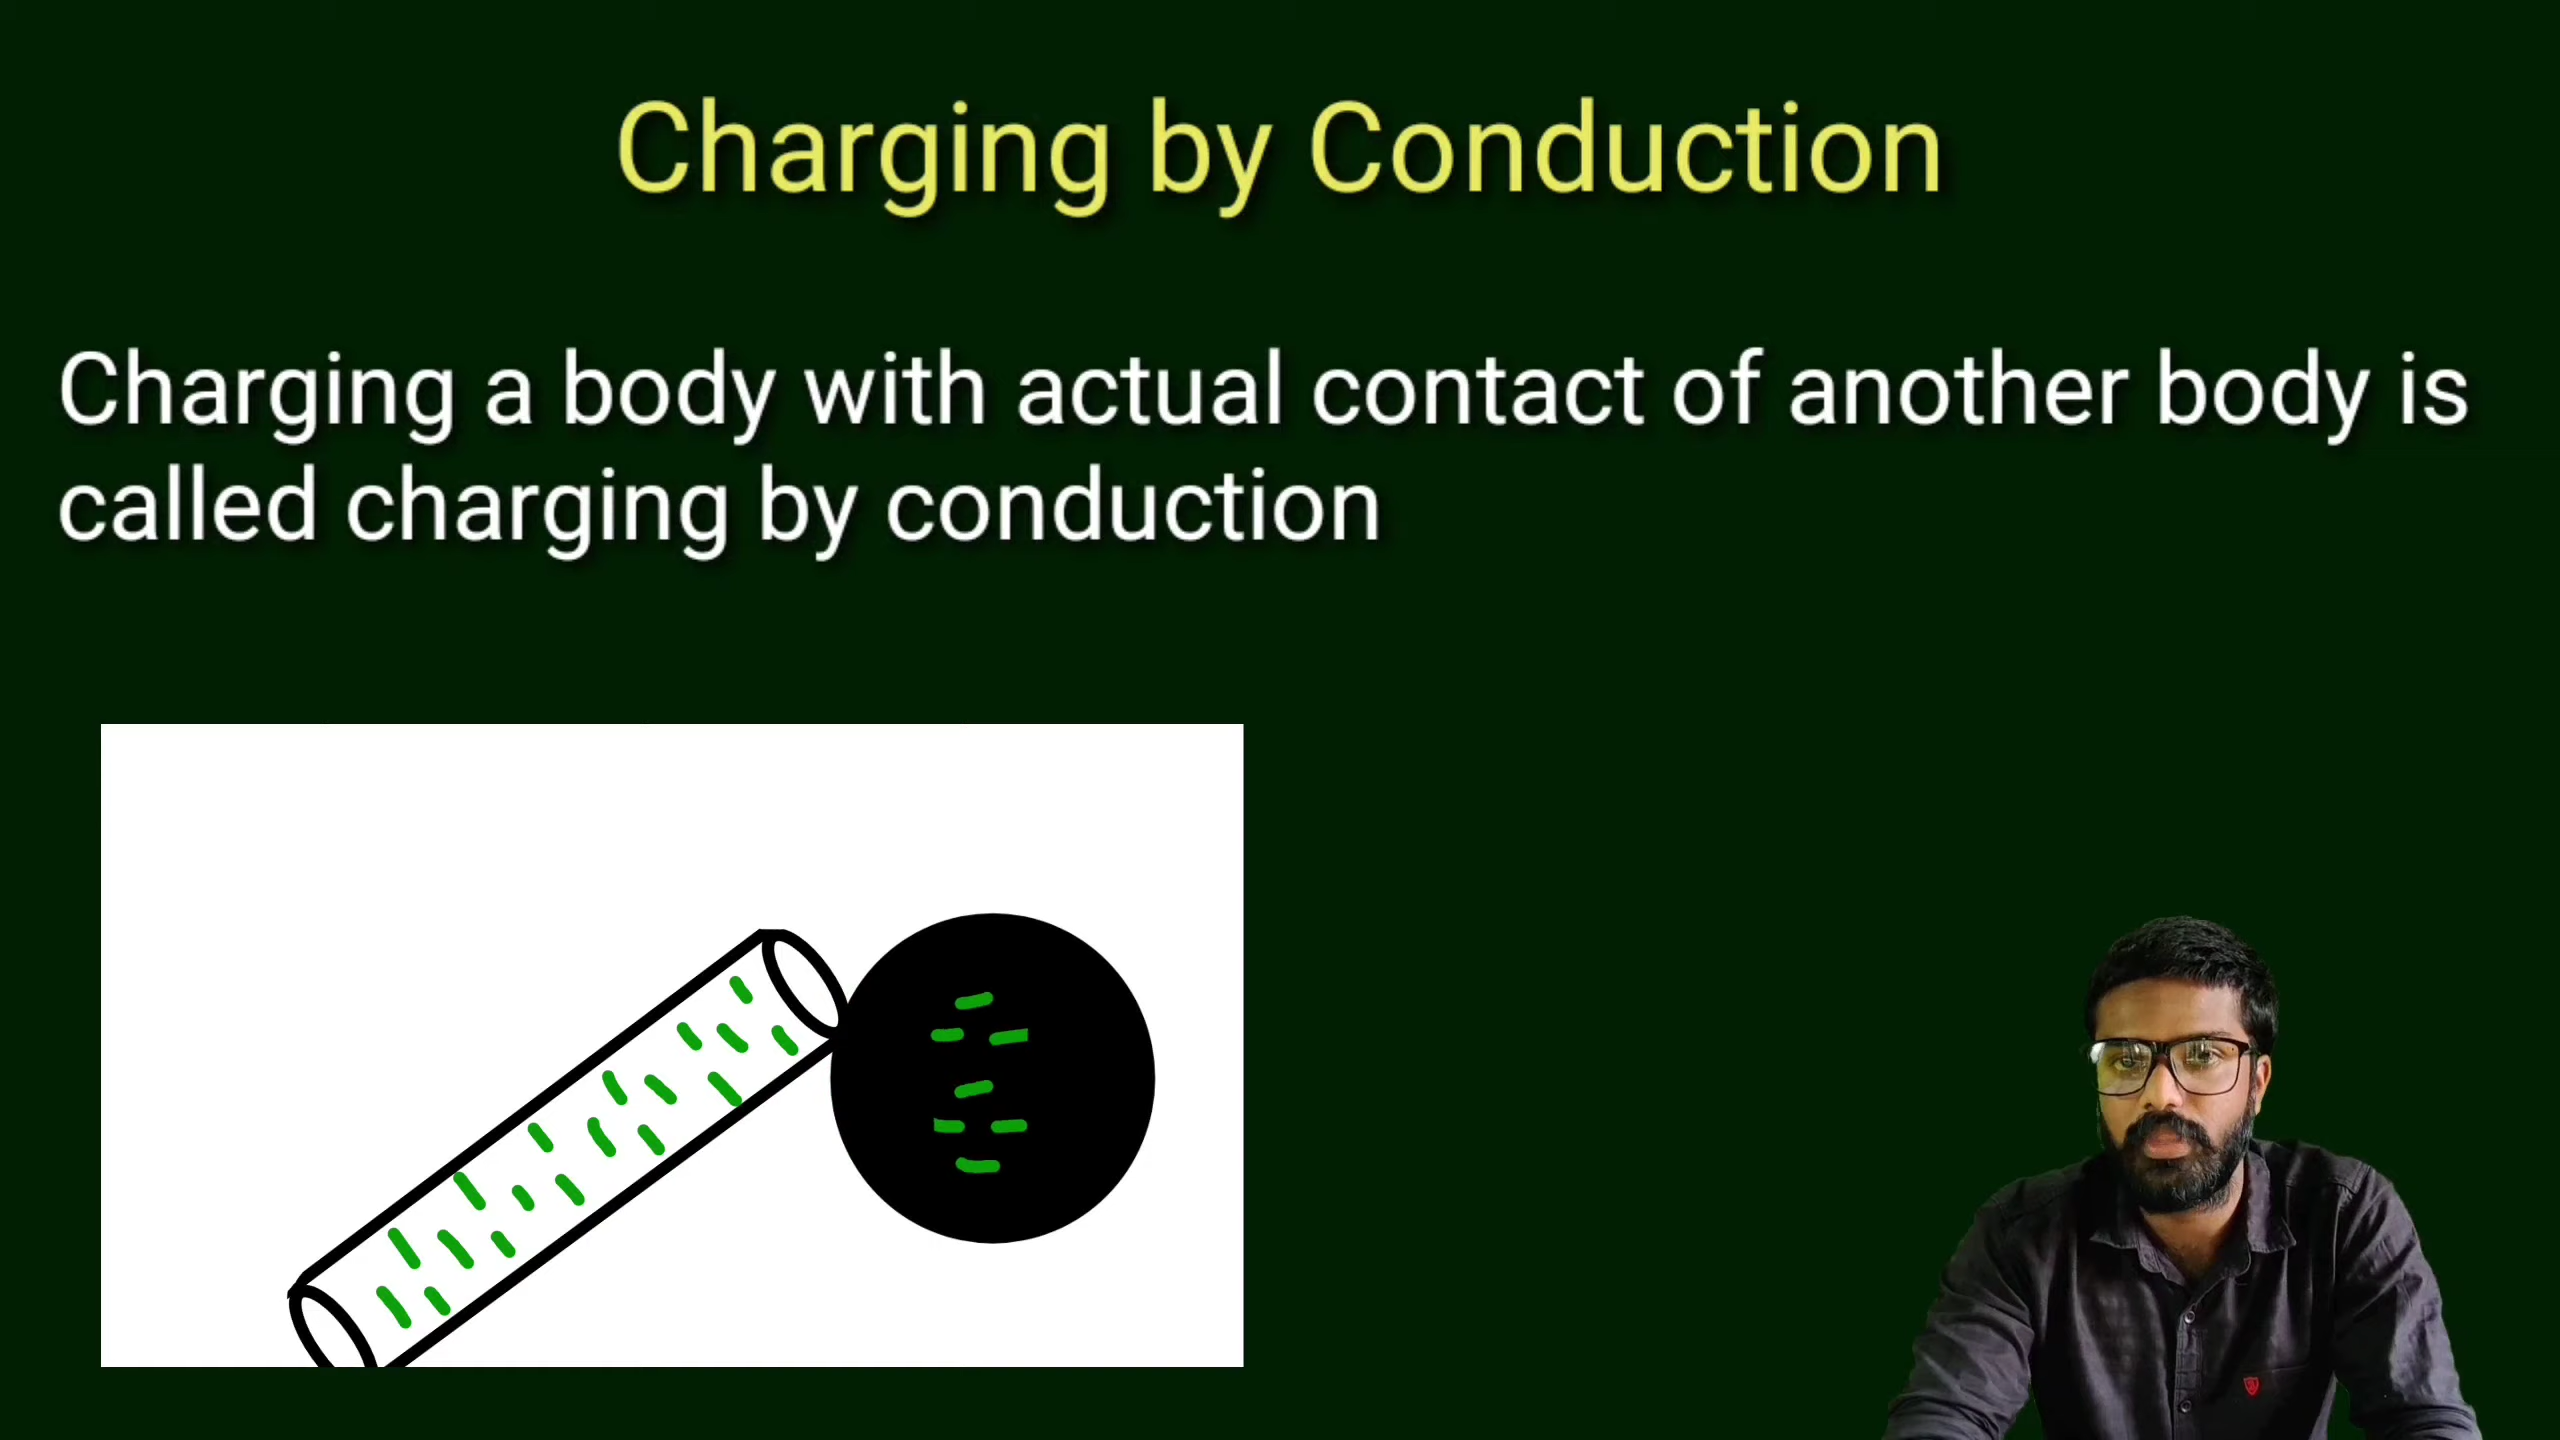 Charging by Conduction
Charging a body with actual contact of another body is
called charging by conduction